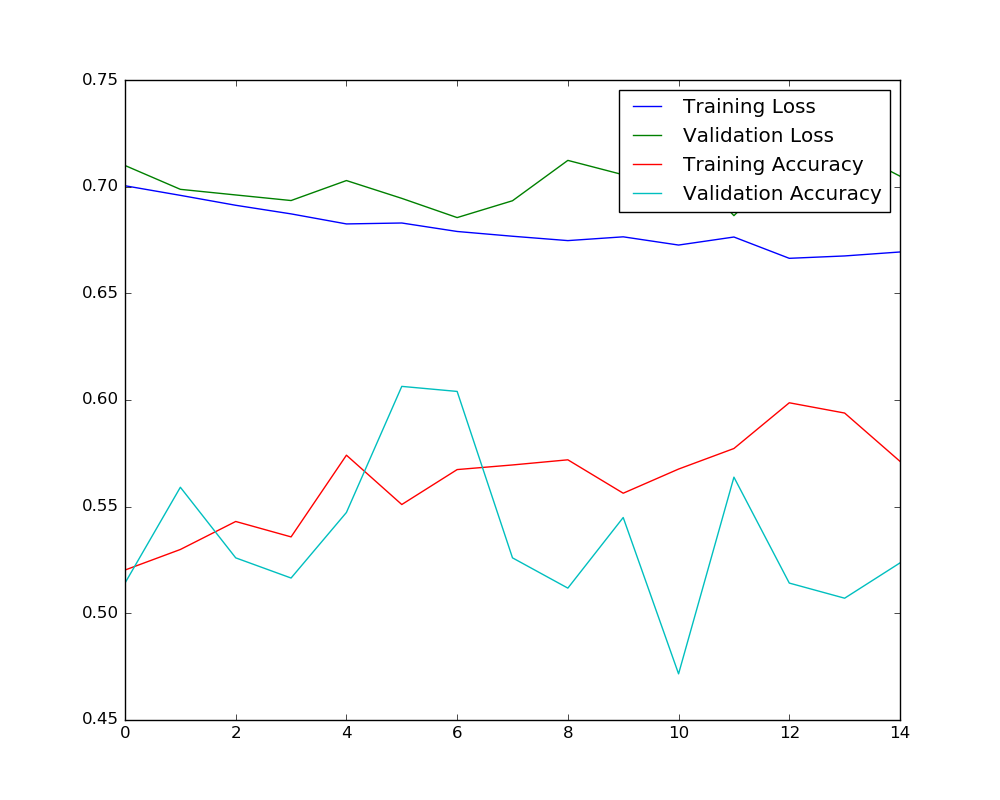 0.75
Training Loss
Validation Loss
Training Accuracy
Validation Accuracy
0.70
0.65
0.60
0.55
0.50
0.45
0 2 4 6 8 10 12 14